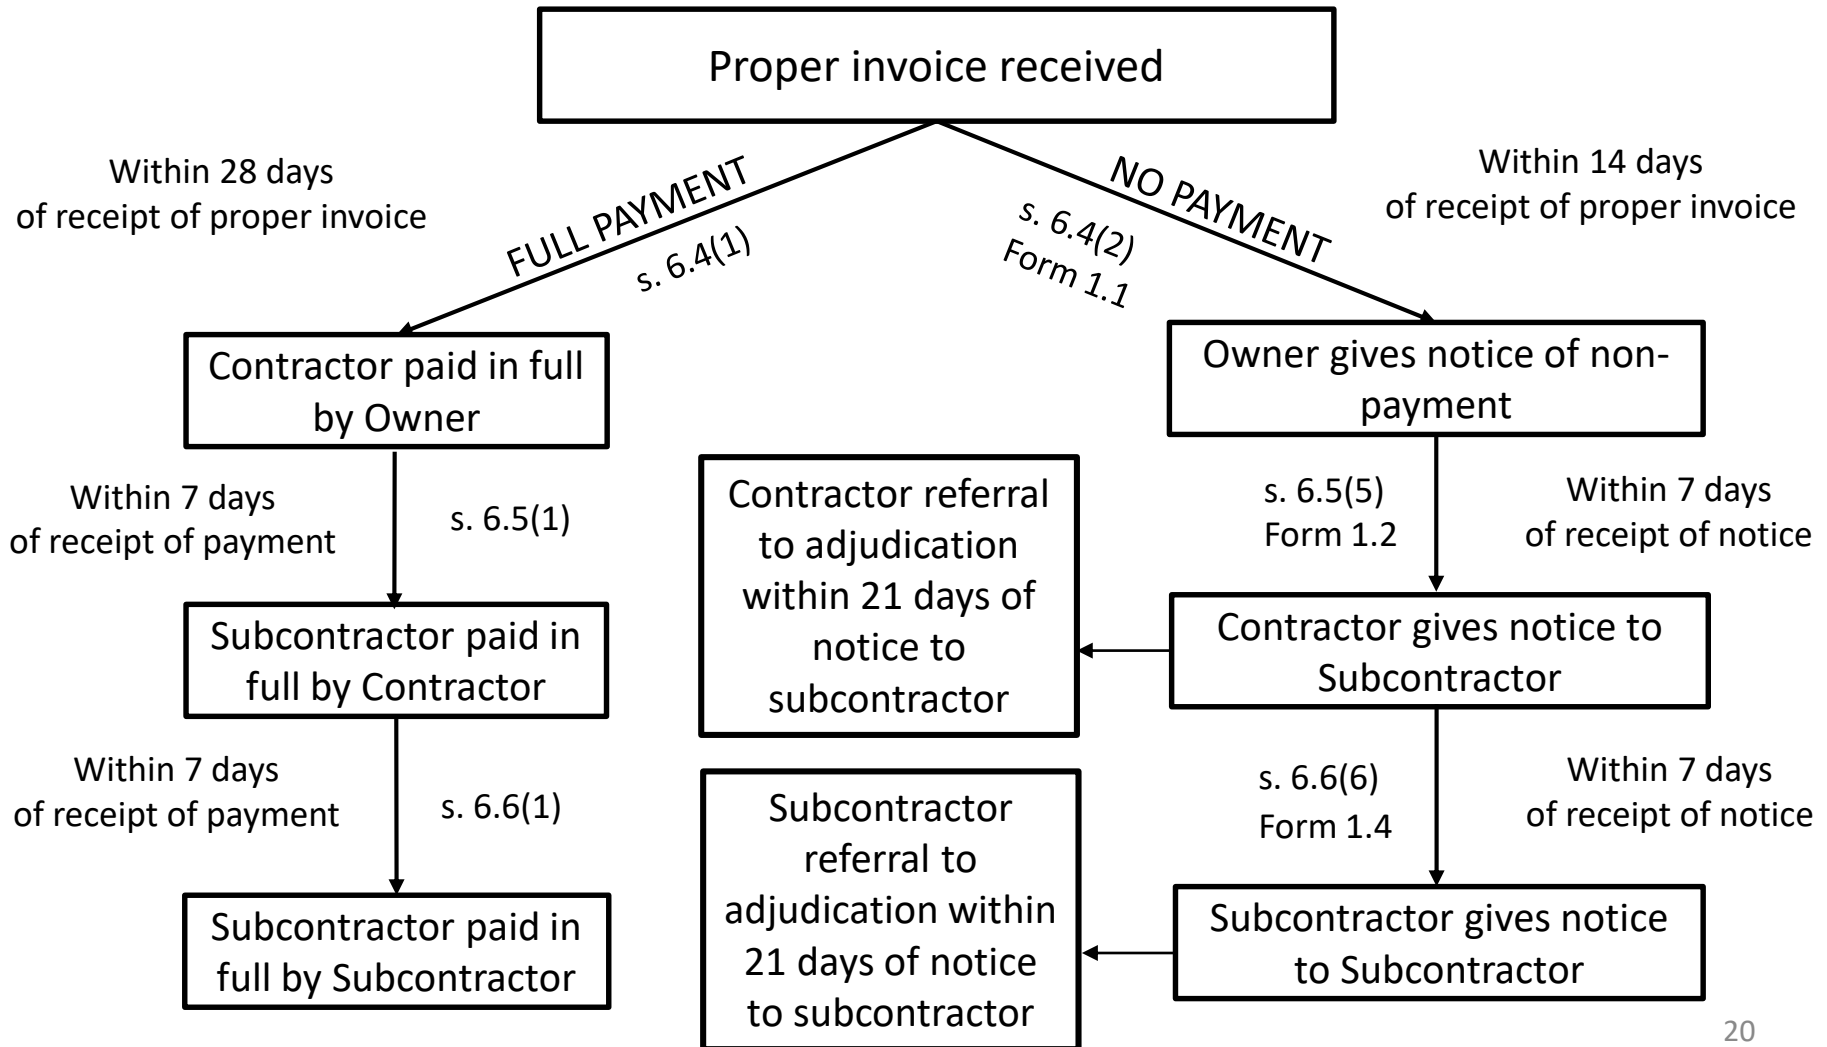 Proper invoice received
Within 28 days
of receipt of proper invoice
FULL PAYMENT
s. 6.4(1)
NO PAYMENT
s. 6.4(2)
Form 1.1
Within 14 days
of receipt of proper invoice
Contractor paid in full
by Owner
Owner gives notice of non-
payment
Within 7 days
of receipt of payment
s. 6.5(1)
Contractor referral
to adjudication
within 21 days of
notice to
subcontractor
s. 6.5(5)
Form 1.2
Within 7 days
of receipt of notice
Subcontractor paid in
full by Contractor
Contractor gives notice to
Subcontractor
Within 7 days
of receipt of payment
s. 6.6(1)
Subcontractor
referral to
adjudication within
21 days of notice
to subcontractor
s. 6.6(6)
Form 1.4
Within 7 days
of receipt of notice
Subcontractor paid in
full by Subcontractor
Subcontractor gives notice
to Subcontractor
20